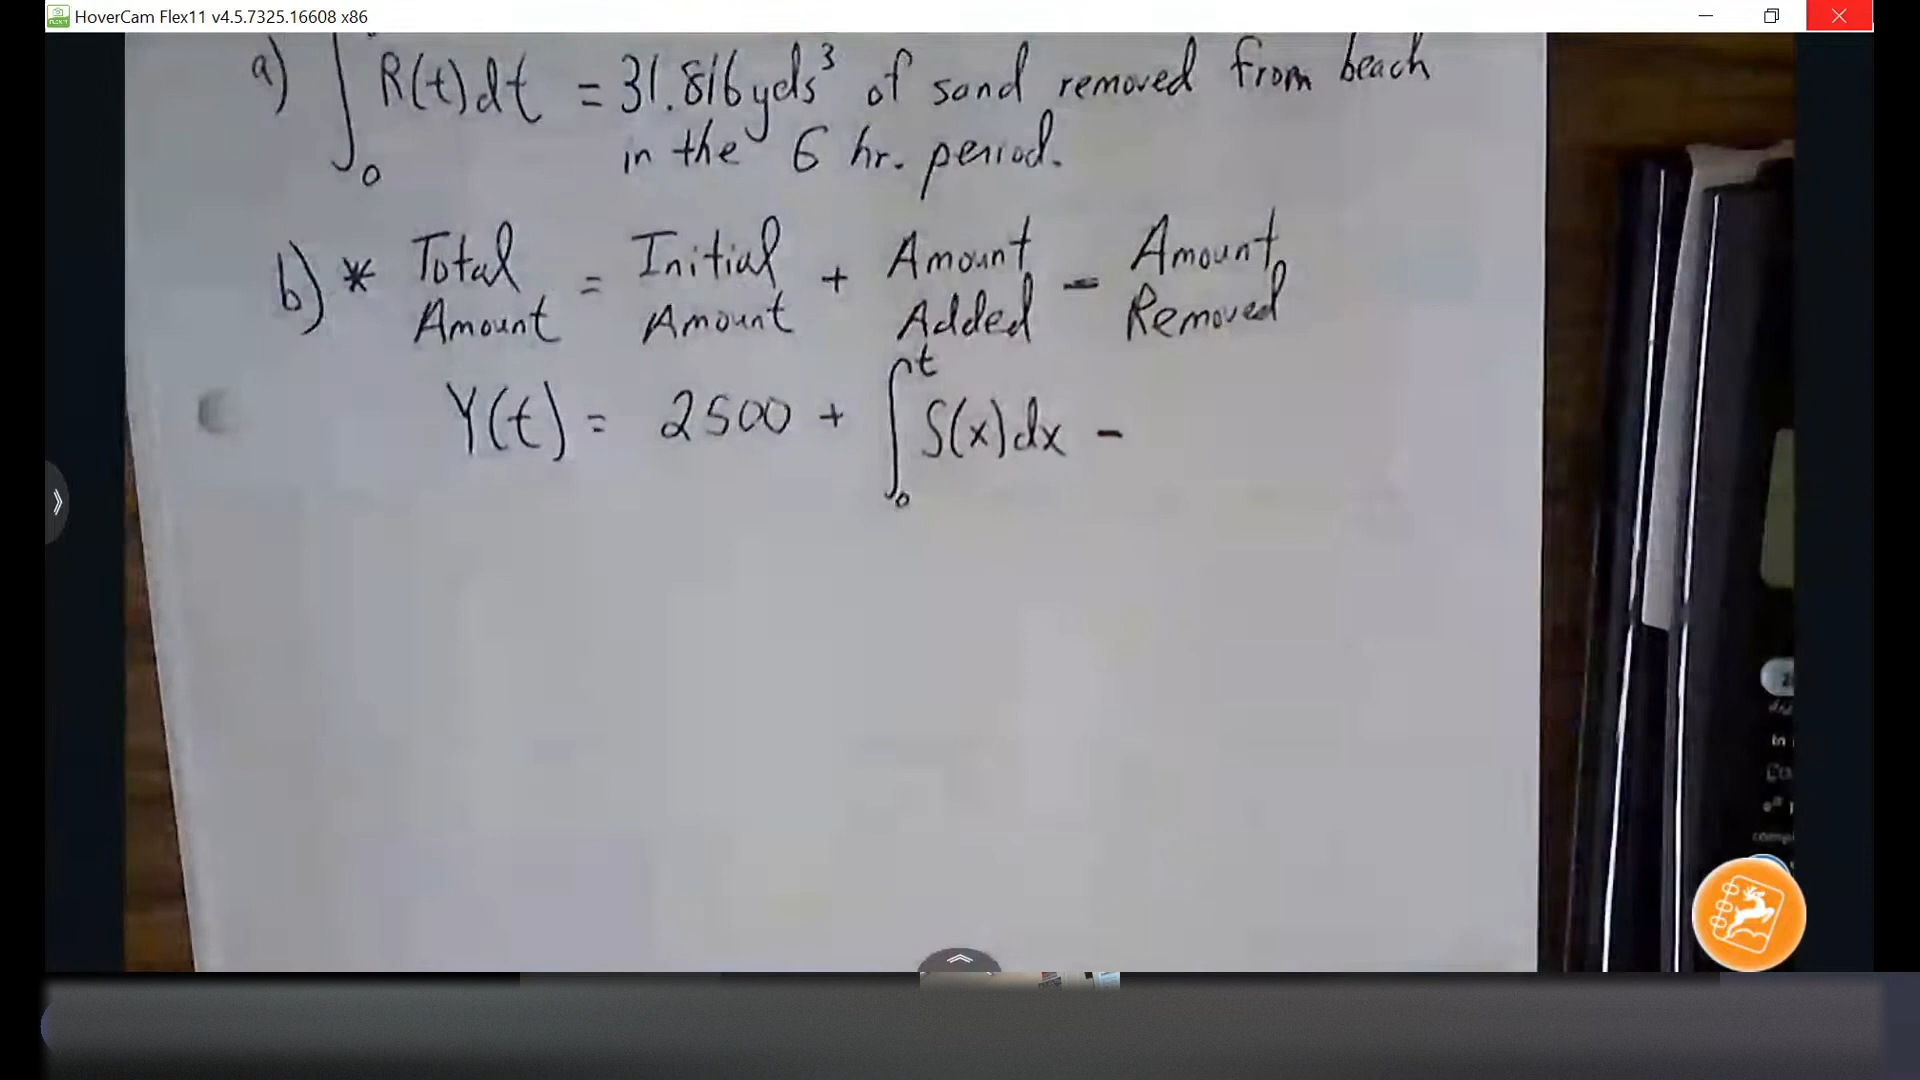 HoverCam Flex11 v4.5.7325.16608 x86
a) ∫₀ R(t)dt = 31.816 yds³ of sand removed from beach
in the 6 hr. period.
b) * Total Amount = Initial Amount + Amount Added - Amount Removed
Y(t) = 2500 + ∫₀ᵗ S(x)dx -